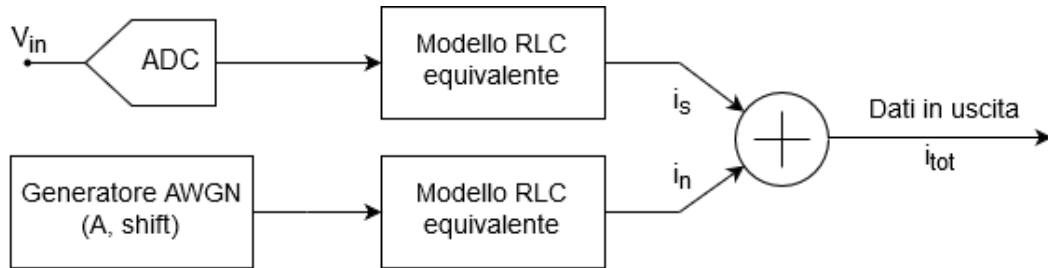 V_in
ADC
Modello RLC
equivalente
i_s
Dati in uscita
i_tot
Generatore AWGN
(A, shift)
Modello RLC
equivalente
i_n